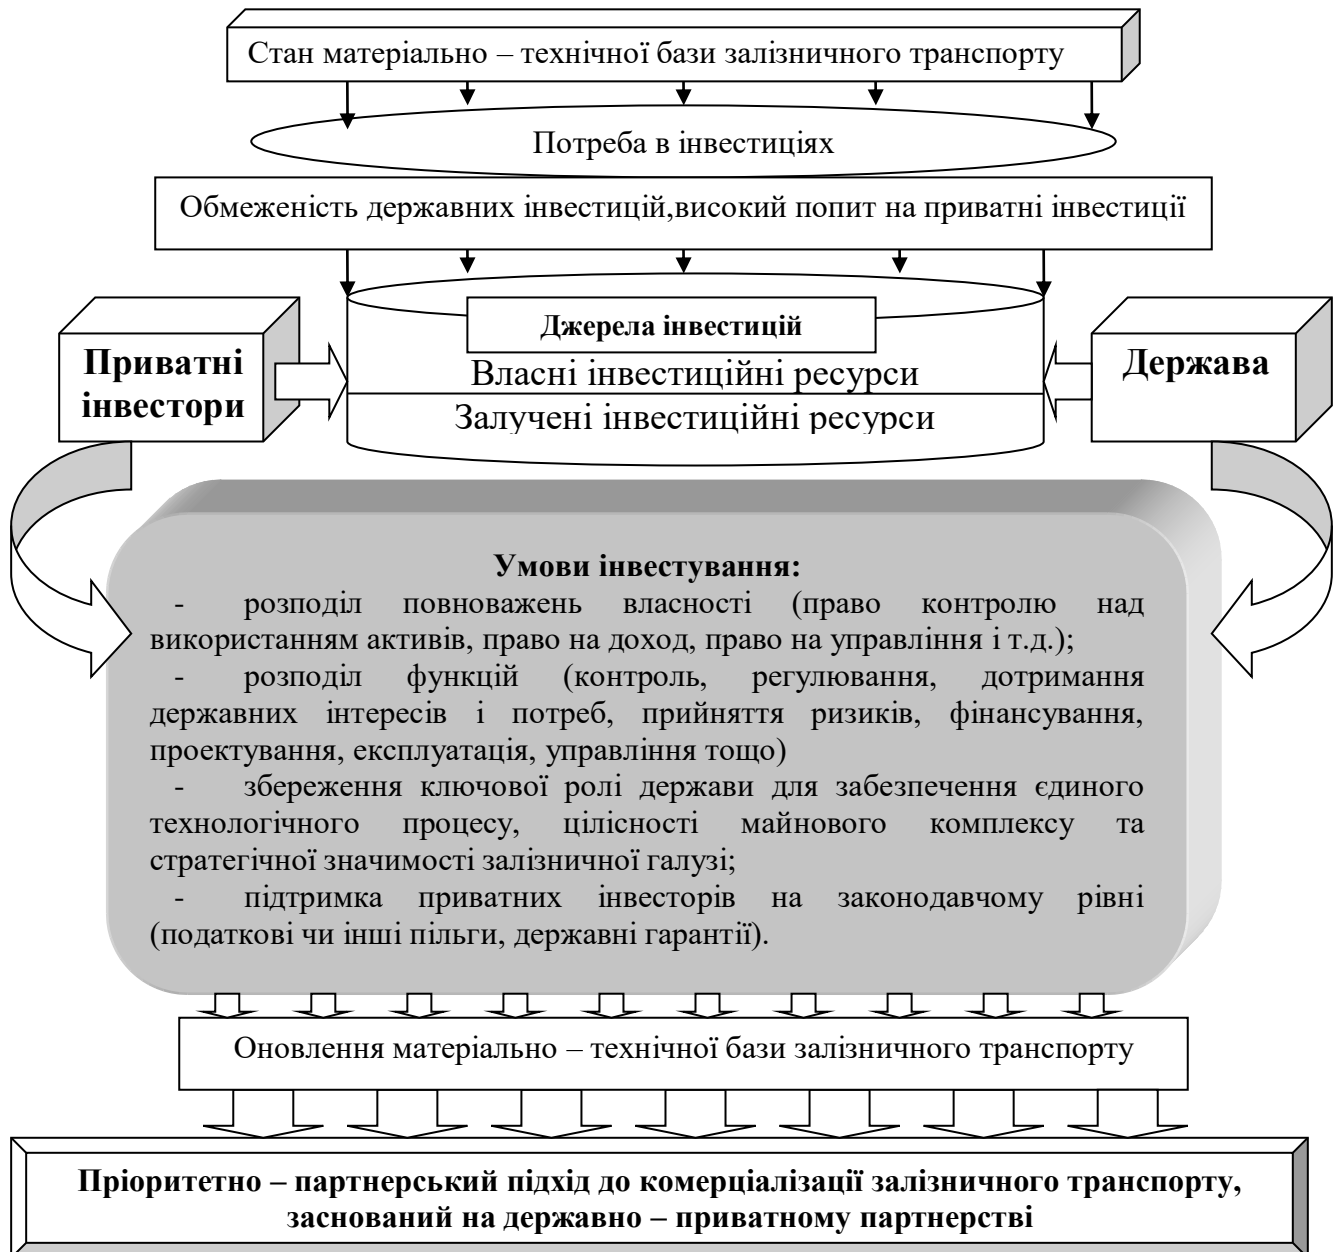 Стан матеріально – технічної бази залізничного транспорту
Потреба в інвестиціях
Обмеженість державних інвестицій,високий попит на приватні інвестиції
Джерела інвестицій
Приватні
інвестори
Власні інвестиційні ресурси
Залучені інвестиційні ресурси
Держава
Умови інвестування:
- розподіл повноважень власності (право контролю над
використанням активів, право на доход, право на управління і т.д.);
- розподіл функцій (контроль, регулювання, дотримання
державних інтересів і потреб, прийняття ризиків, фінансування,
проектування, експлуатація, управління тощо)
- збереження ключової ролі держави для забезпечення єдиного
технологічного процесу, цілісності майнового комплексу та
стратегічної значимості залізничної галузі;
- підтримка приватних інвесторів на законодавчому рівні
(податкові чи інші пільги, державні гарантії).
Оновлення матеріально – технічної бази залізничного транспорту
Пріоритетно – партнерський підхід до комерціалізації залізничного транспорту,
заснований на державно – приватному партнерстві